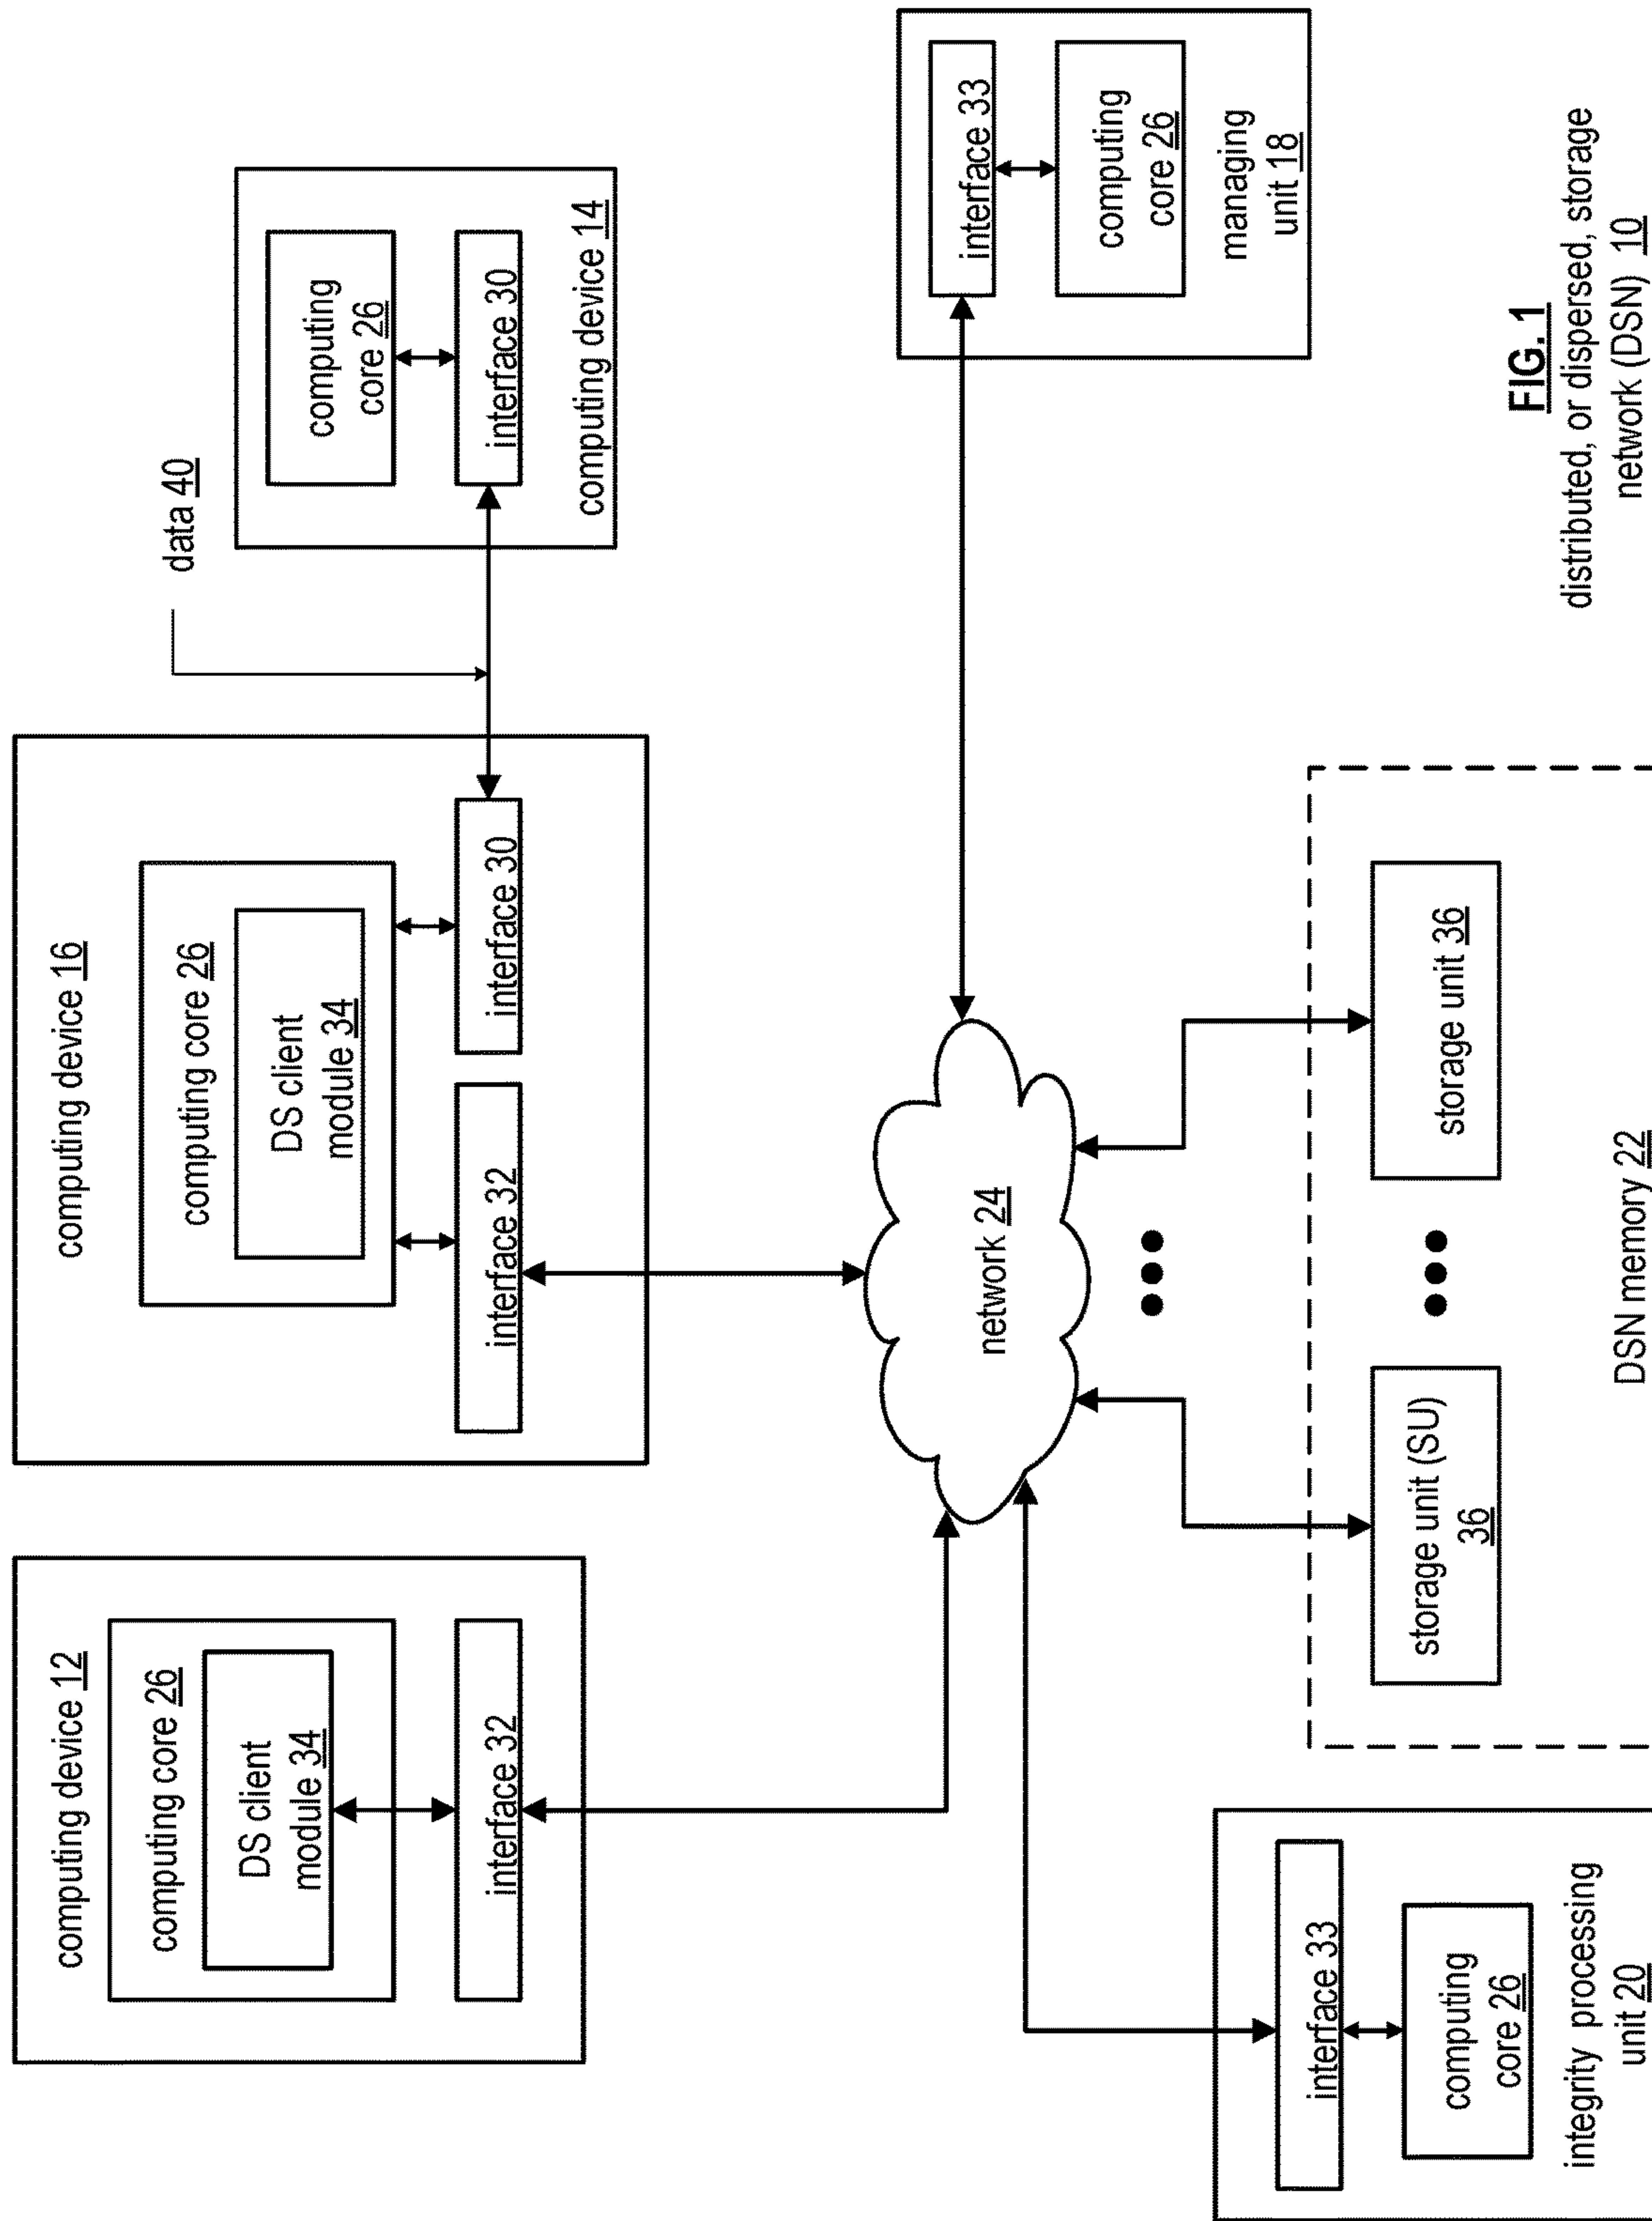 computing device 12
computing core 26
DS client
module 34
interface 32
computing device 16
computing core 26
DS client
module 34
interface 32
interface 30
data 40
computing
core 26
interface 30
computing device 14
network 24
interface 33
computing
core 26
managing
unit 18
interface 33
computing
core 26
integrity processing
unit 20
storage unit (SU)
36
storage unit 36
DSN memory 22
FIG. 1
distributed, or dispersed, storage
network (DSN) 10